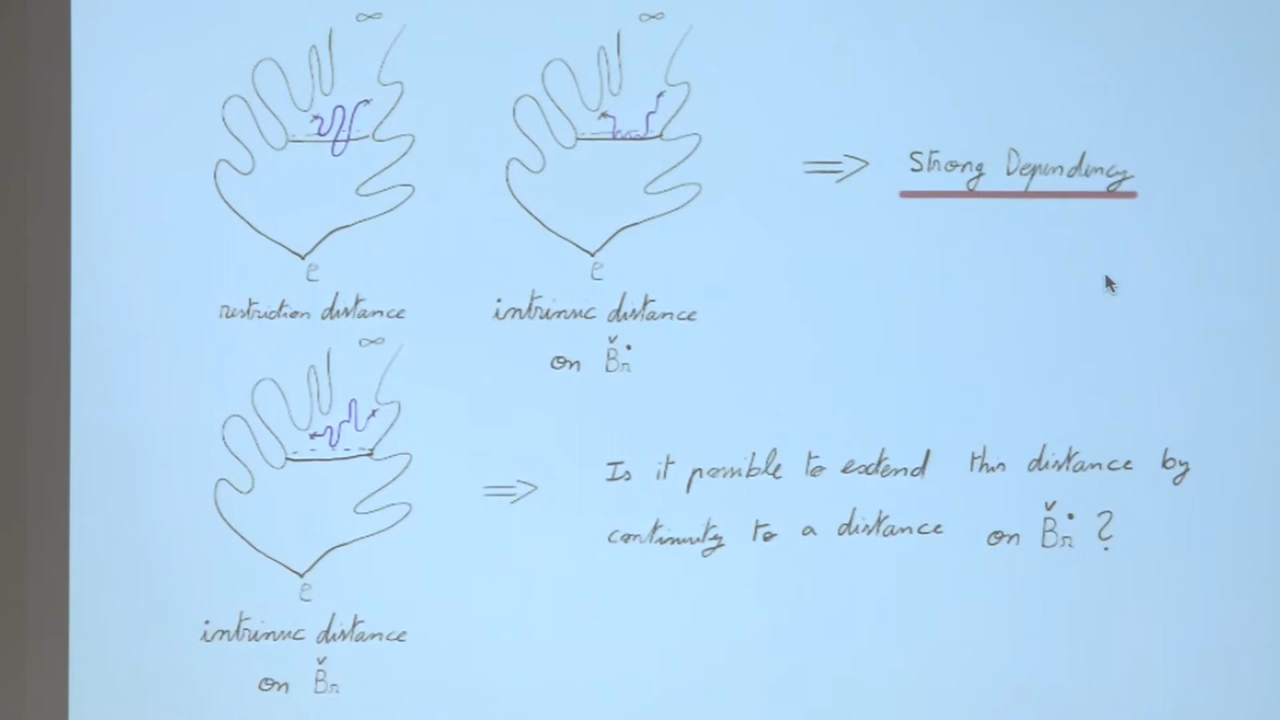 ∞
∞
⟹ Strong Dependency
e
e
restriction distance
intrinsic distance
on B̌r•
∞
⟹ Is it possible to extend this distance by
continuity to a distance on B̌r• ?
e
intrinsic distance
on B̌r